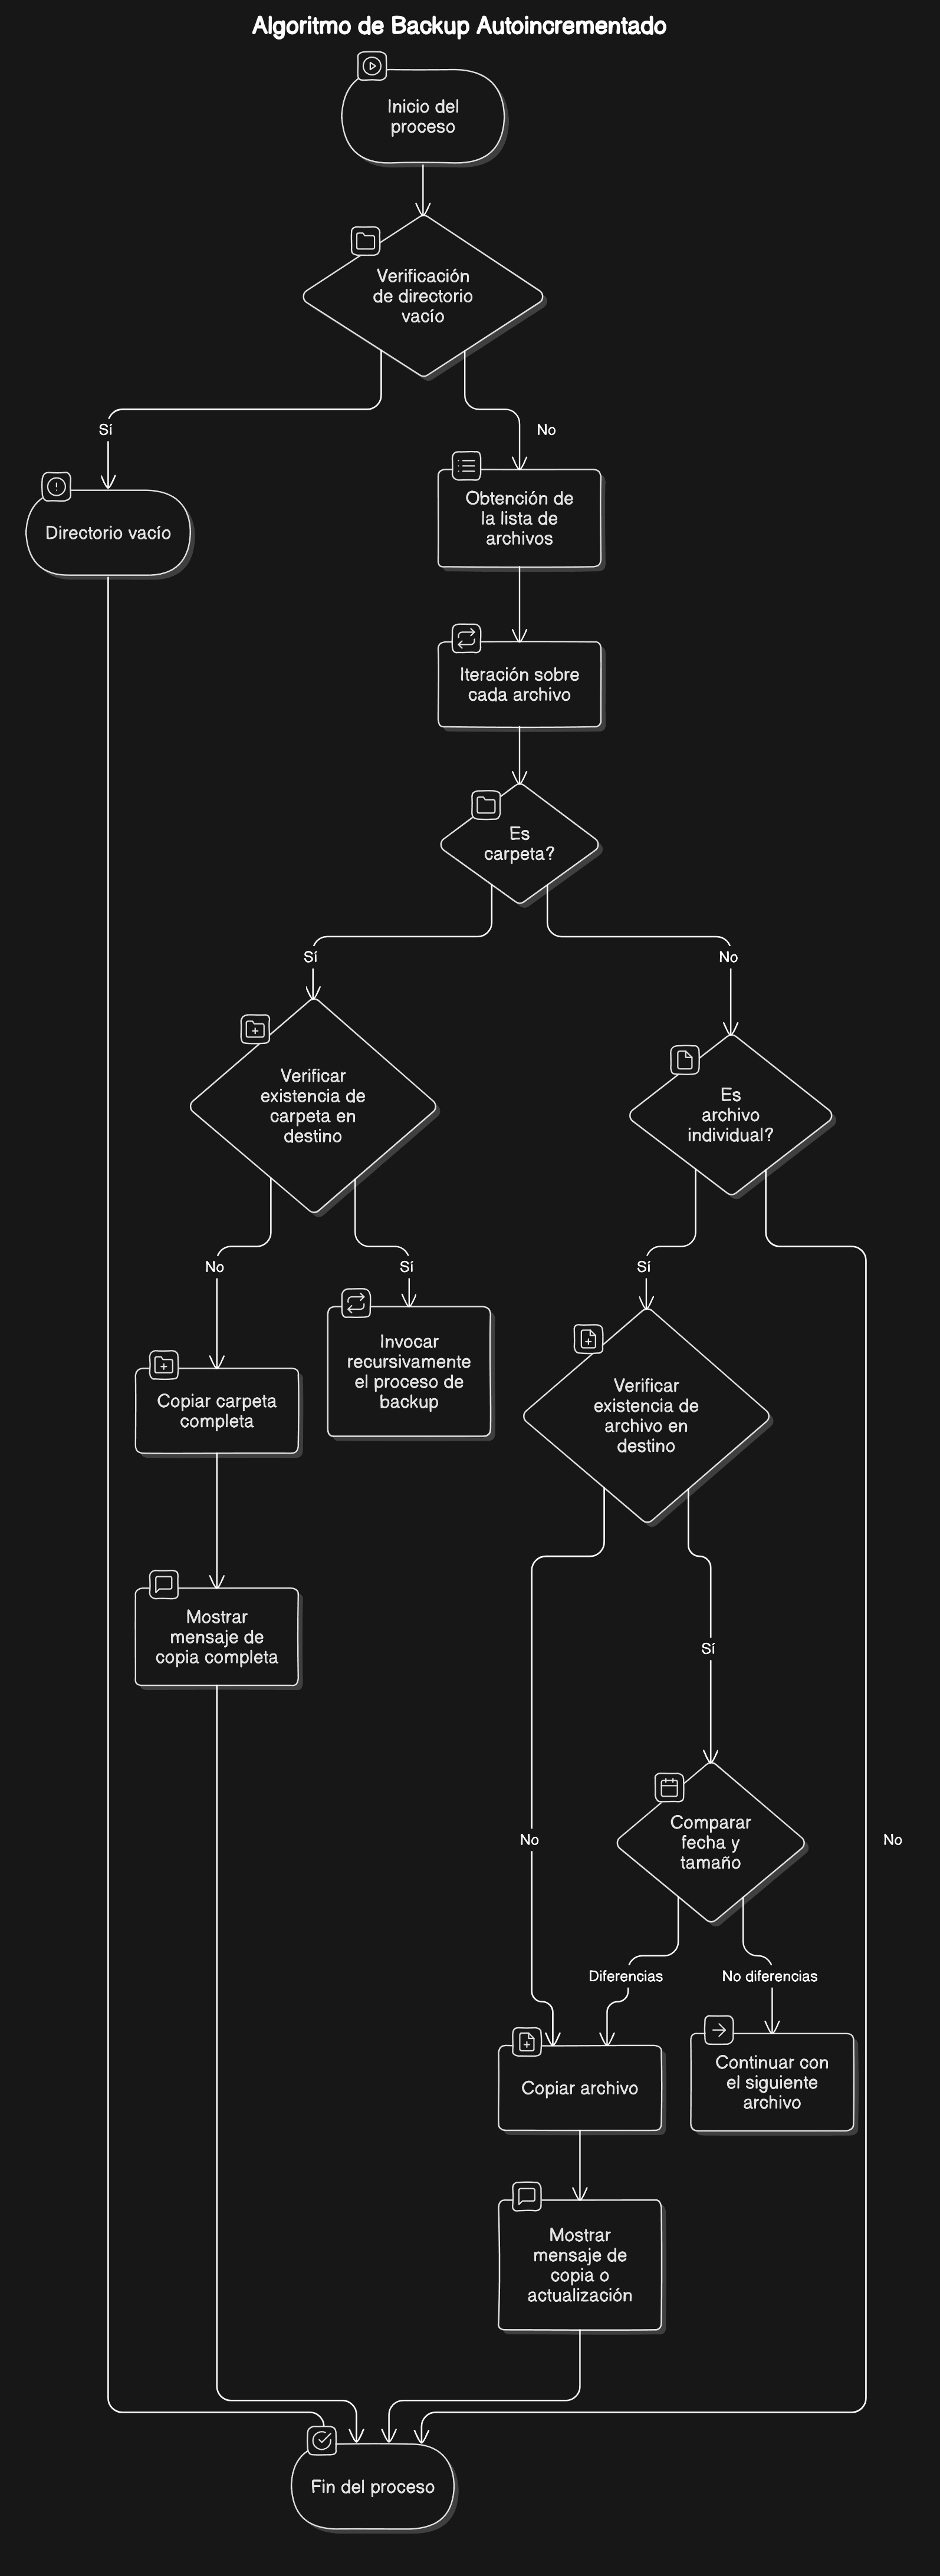 Algoritmo de Backup Autoincrementado
Inicio del
proceso
Verificación
de directorio
vacío
Sí
No
Directorio vacío
Obtención de
la lista de
archivos
Iteración sobre
cada archivo
Es
carpeta?
Sí
No
Verificar
existencia de
carpeta en
destino
Es
archivo
individual?
No
Sí
Sí
Copiar carpeta
completa
Invocar
recursivamente
el proceso de
backup
Verificar
existencia de
archivo en
destino
Mostrar
mensaje de
copia completa
Sí
No
Comparar
fecha y
tamaño
No
Diferencias
No diferencias
Copiar archivo
Continuar con
el siguiente
archivo
Mostrar
mensaje de
copia o
actualización
Fin del proceso